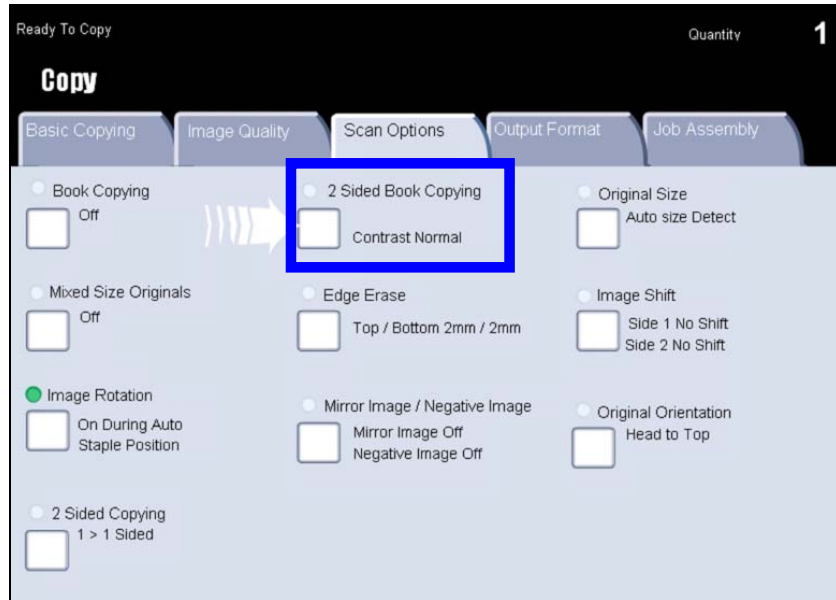 Ready To Copy
Quantity
1
Copy
Basic Copying
Image Quality
Scan Options
Output Format
Job Assembly
Book Copying
Off
2 Sided Book Copying
Contrast Normal
Original Size
Auto size Detect
Mixed Size Originals
Off
Edge Erase
Top / Bottom 2mm / 2mm
Image Shift
Side 1 No Shift
Side 2 No Shift
Image Rotation
On During Auto
Staple Position
Mirror Image / Negative Image
Mirror Image Off
Negative Image Off
Original Orientation
Head to Top
2 Sided Copying
1 > 1 Sided